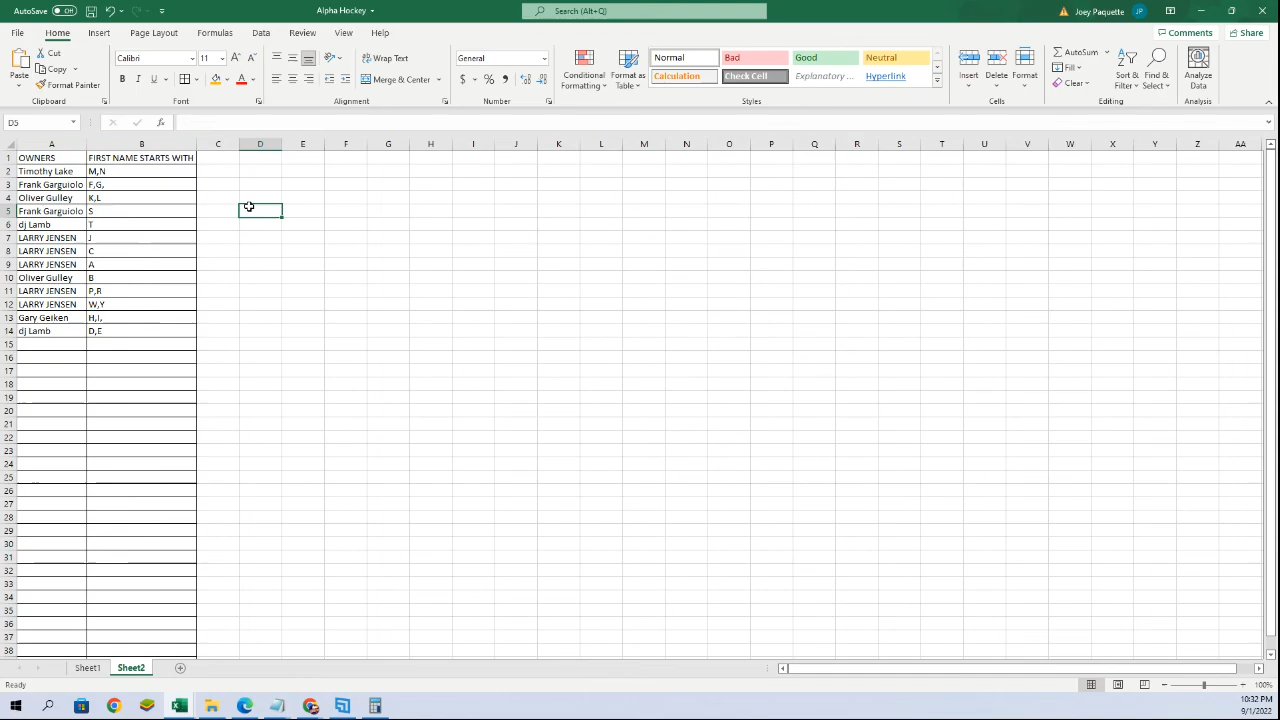 AutoSave Off Alpha Hockey Search (Alt+Q) Joey Paquette JP
File Home Insert Page Layout Formulas Data Review View Help Comments Share
Paste Cut Copy Format Painter Clipboard
Calibri 11 Font
Wrap Text Merge & Center Alignment
General Number
Conditional Formatting Format as Table
Normal Bad Good Neutral
Calculation Check Cell Explanatory ... Hyperlink
Styles
Insert Delete Format Cells
AutoSum Fill Clear Sort & Filter Find & Select Editing
Analyze Data Analysis
D5 fx
A B C D E F G H I J K L M N O P Q R S T U V W X Y Z AA
1 OWNERS FIRST NAME STARTS WITH
2 Timothy Lake M,N
3 Frank Garguiolo F,G,
4 Oliver Gulley K,L
5 Frank Garguiolo S
6 dj Lamb T
7 LARRY JENSEN J
8 LARRY JENSEN C
9 LARRY JENSEN A
10 Oliver Gulley B
11 LARRY JENSEN P,R
12 LARRY JENSEN W,Y
13 Gary Geiken H,I,
14 dj Lamb D,E
15
16
17
18
19
20
21
22
23
24
25
26
27
28
29
30
31
32
33
34
35
36
37
38
Sheet1 Sheet2
Ready 100%
10:32 PM
9/1/2022